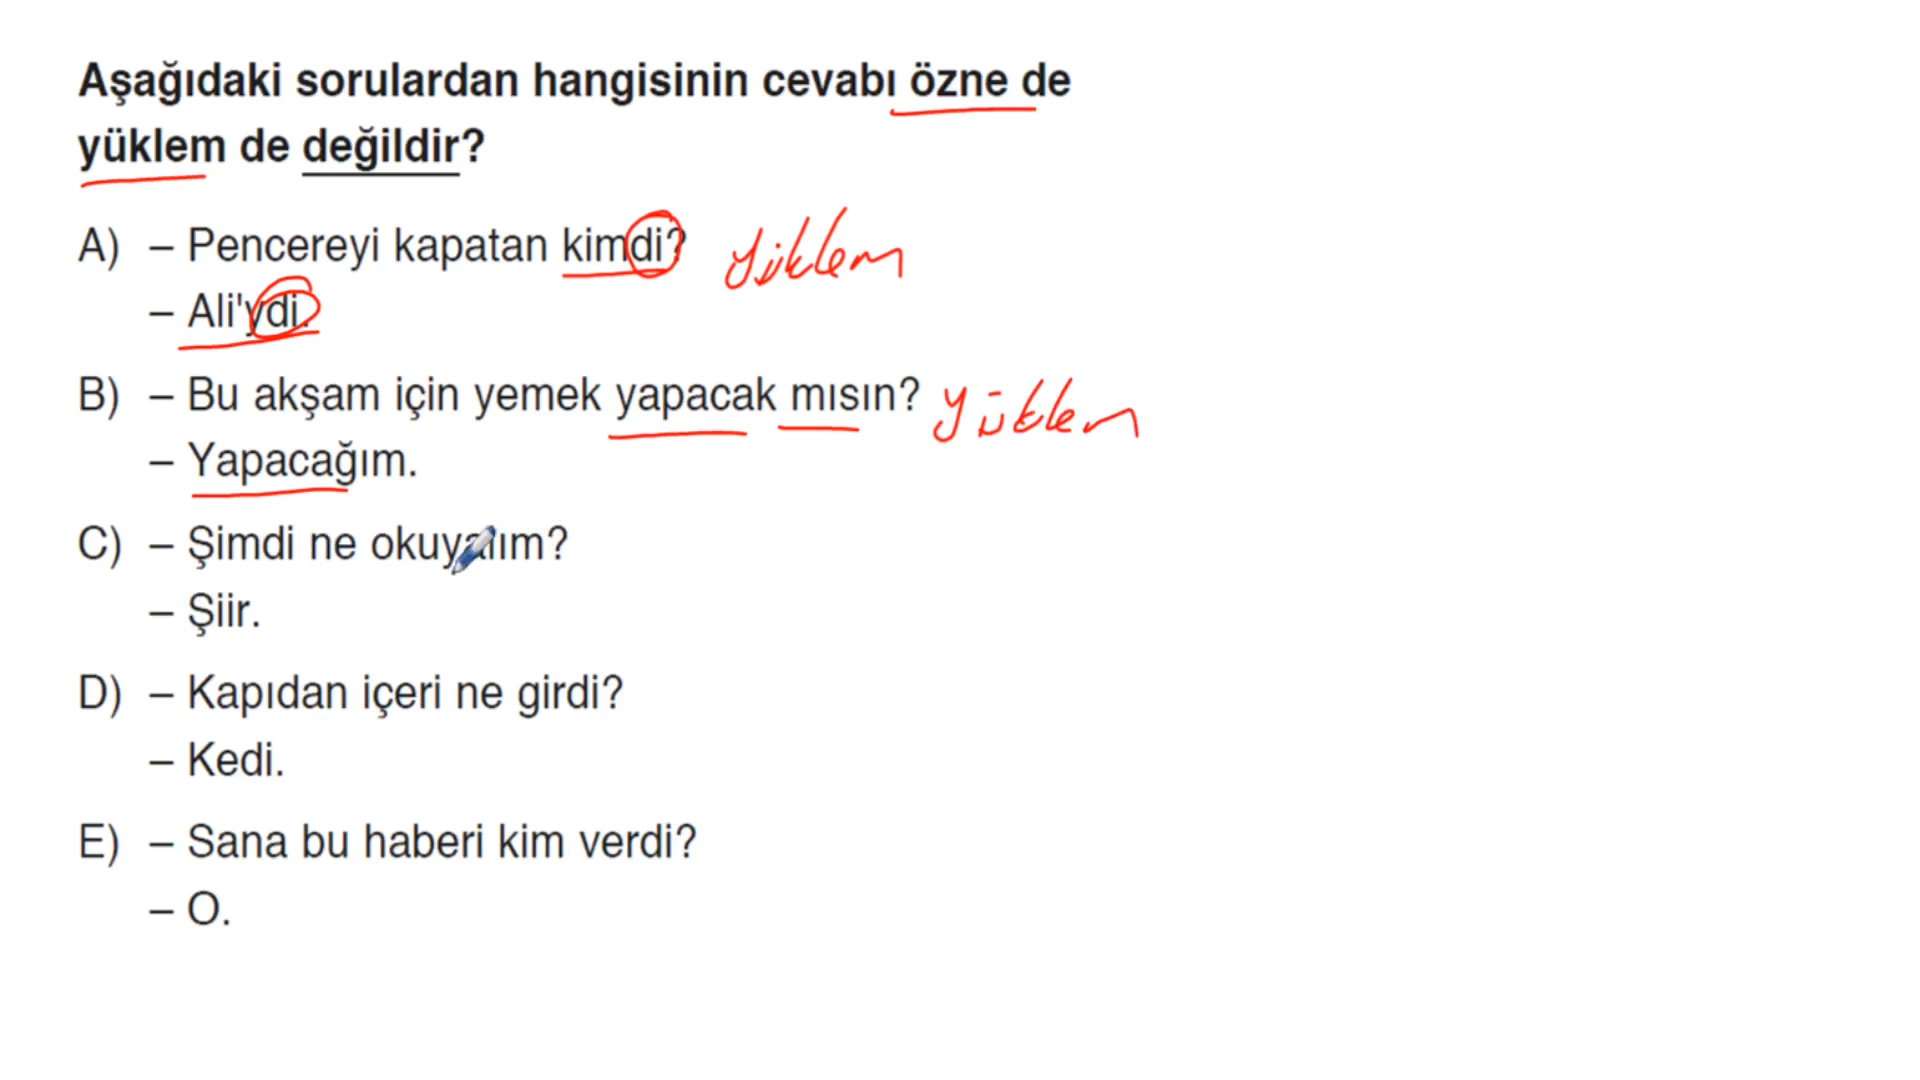 Aşağıdaki sorulardan hangisinin cevabı özne de
yüklem de değildir?
A) – Pencereyi kapatan kimdi? yüklem
– Ali'ydi.
B) – Bu akşam için yemek yapacak mısın? yüklem
– Yapacağım.
C) – Şimdi ne okuyalım?
– Şiir.
D) – Kapıdan içeri ne girdi?
– Kedi.
E) – Sana bu haberi kim verdi?
– O.